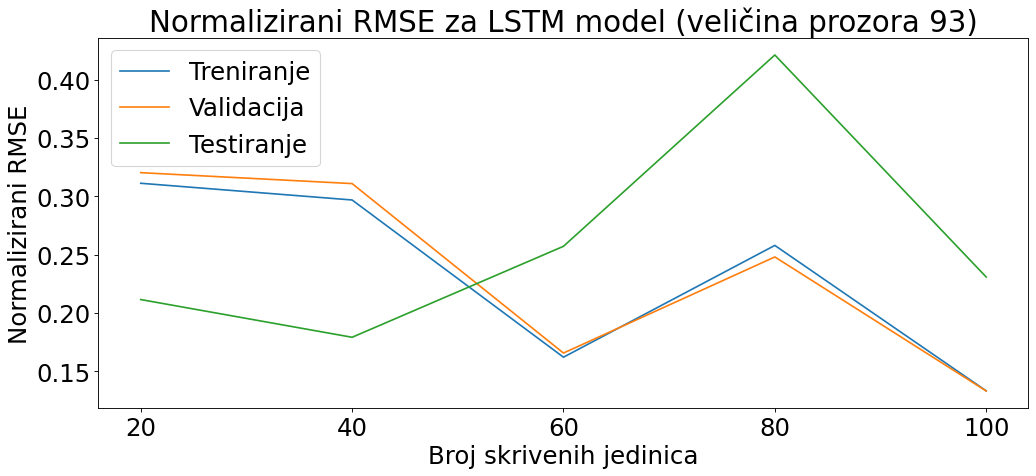 Normalizirani RMSE za LSTM model (veličina prozora 93)
Normalizirani RMSE
0.40
0.35
0.30
0.25
0.20
0.15
Treniranje
Validacija
Testiranje
20 40 60 80 100
Broj skrivenih jedinica